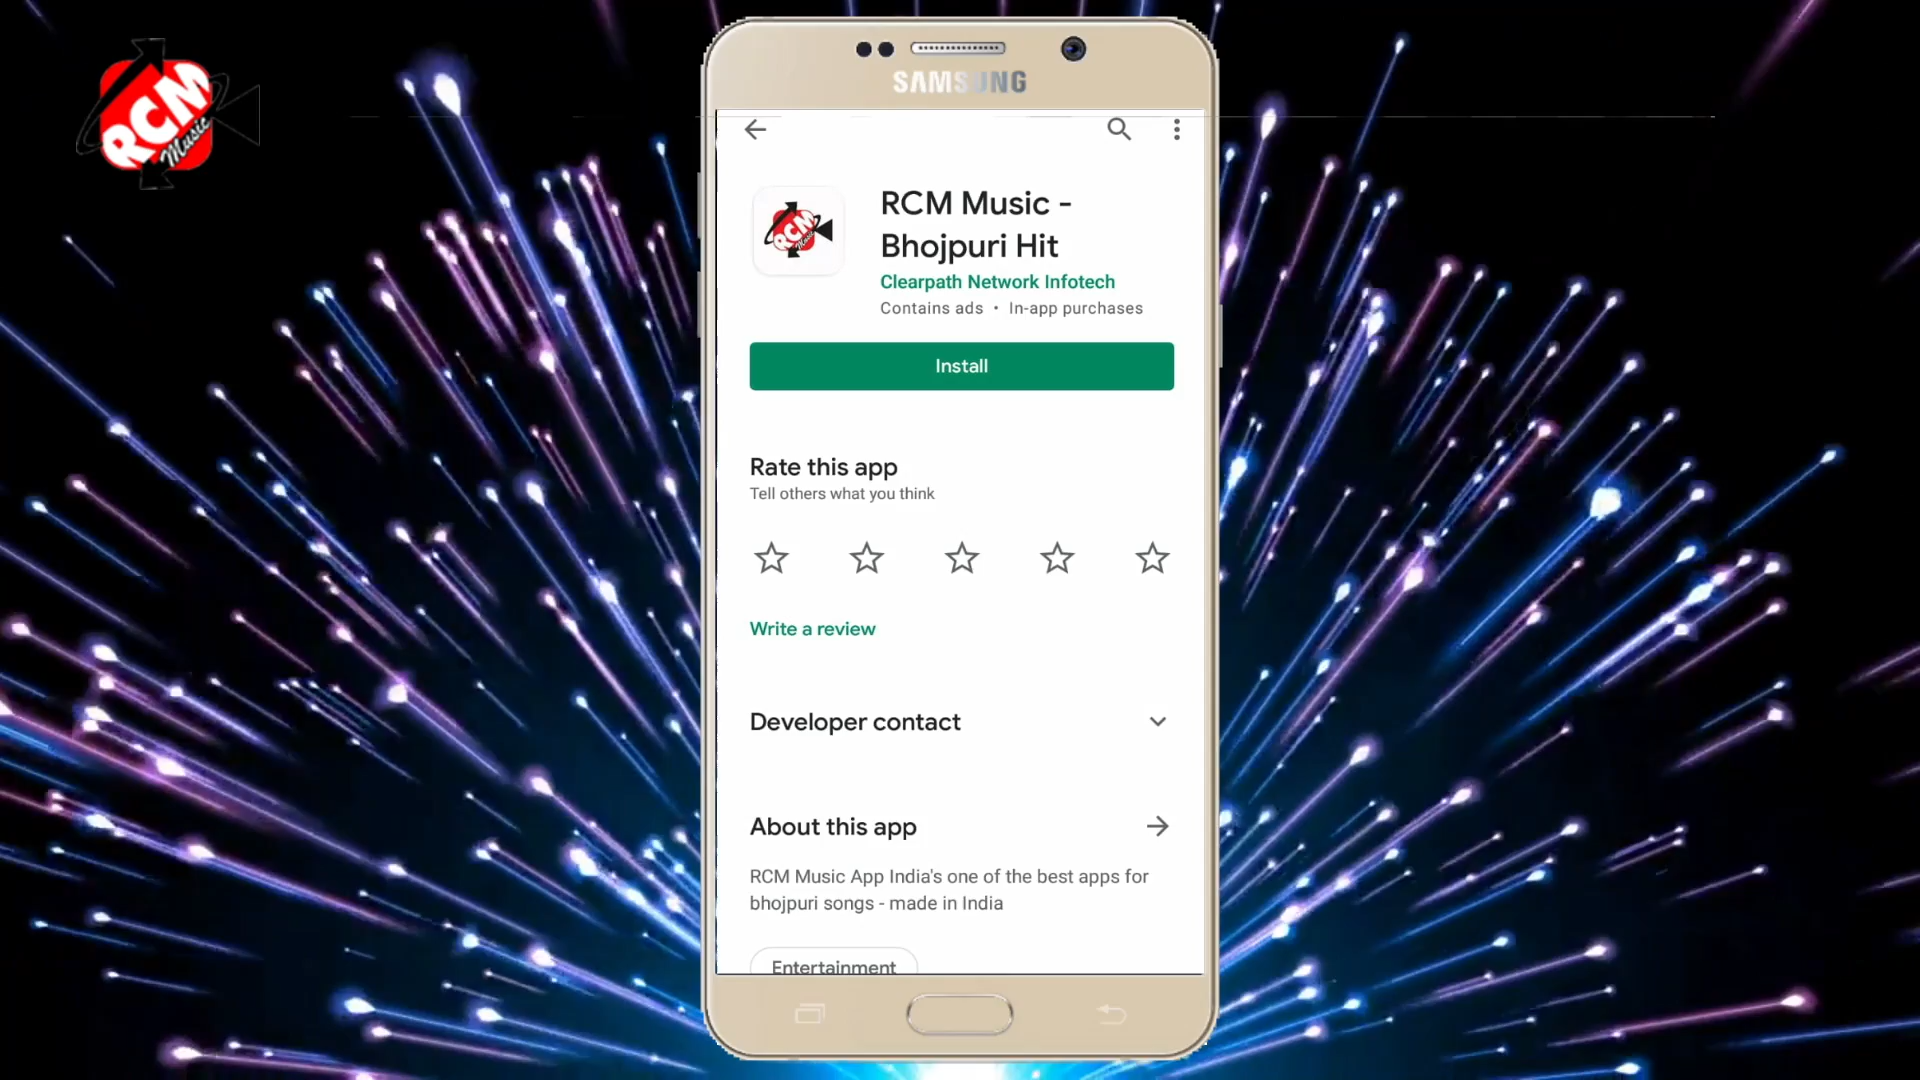 RCM
Music
SAMSUNG
RCM
Music
RCM Music -
Bhojpuri Hit
Clearpath Network Infotech
Contains ads • In-app purchases
Install
Rate this app
Tell others what you think
Write a review
Developer contact
About this app
RCM Music App India's one of the best apps for
bhojpuri songs - made in India
Entertainment